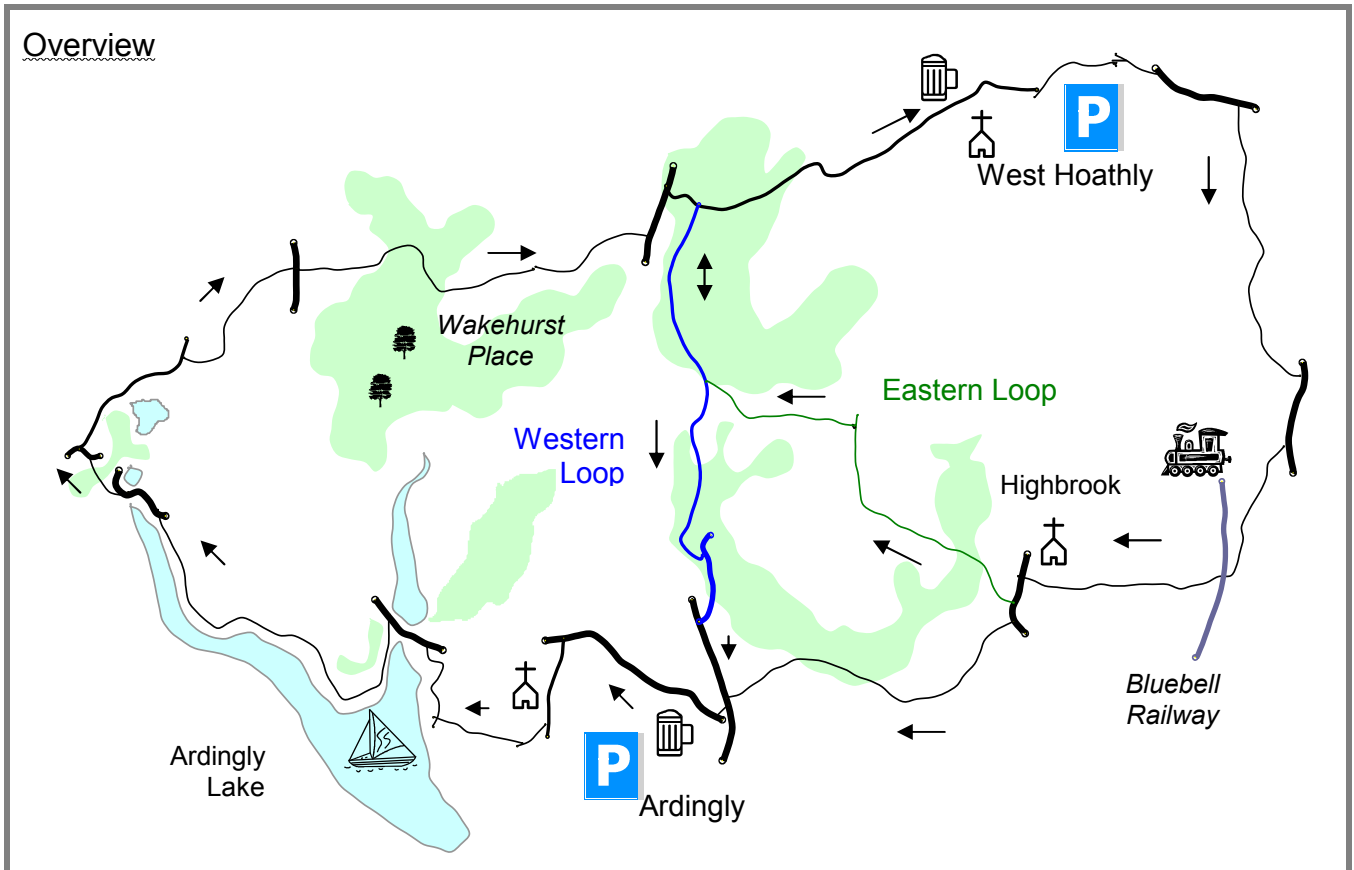 Overview
P
West Hoathly
Wakehurst
Place
Eastern Loop
Western
Loop
Highbrook
Bluebell
Railway
Ardingly
Lake
P
Ardingly